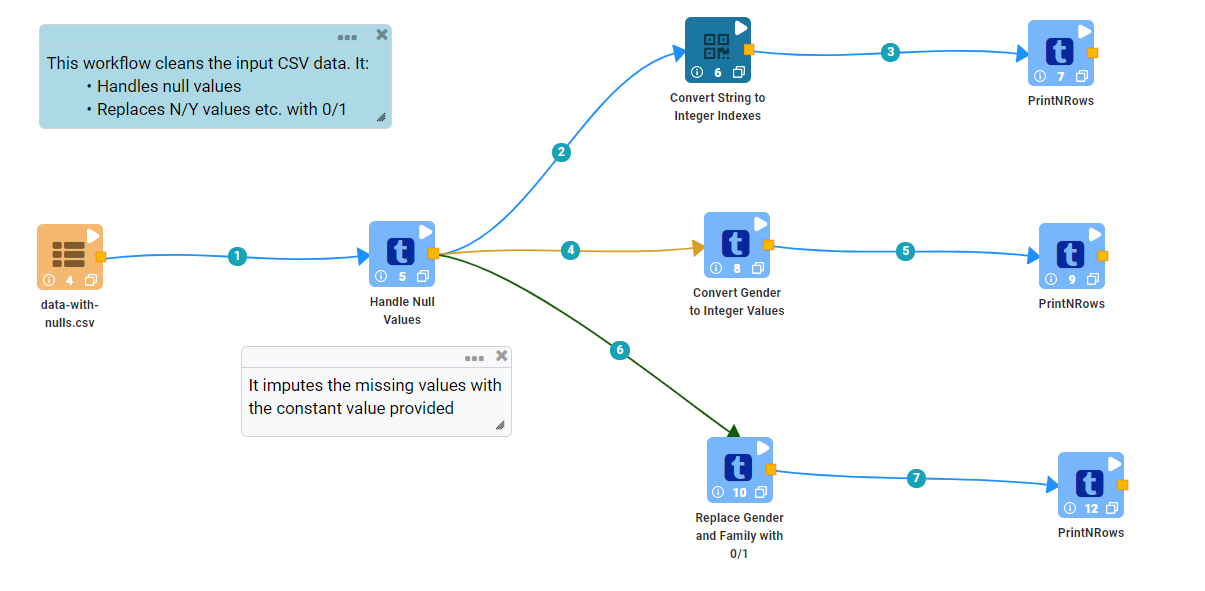 This workflow cleans the input CSV data. It:
• Handles null values
• Replaces N/Y values etc. with 0/1
6
Convert String to
Integer Indexes
3
t
7
PrintNRows
2
4
data-with-
nulls.csv
1
t
5
Handle Null
Values
4
t
8
Convert Gender
to Integer Values
5
t
9
PrintNRows
It imputes the missing values with
the constant value provided
6
t
10
Replace Gender
and Family with
0/1
7
t
12
PrintNRows